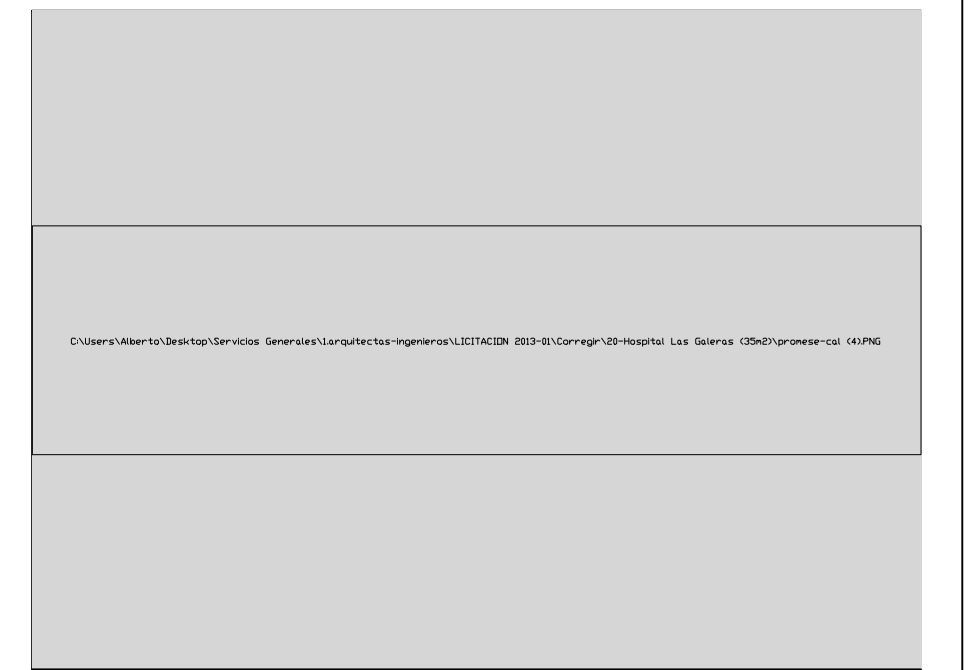 C:\Users\Alberto\Desktop\Servicios Generales\1.arquitectas-ingenieros\LICITACION 2013-01\Corregir\20-Hospital Las Galeras (35m2)\promese-cal (4).PNG